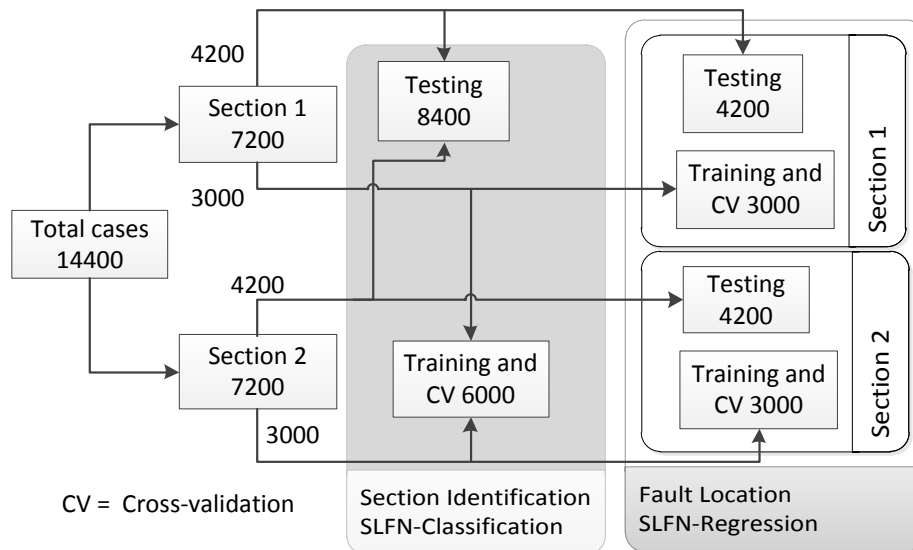 4200
Section 1
7200
3000
Total cases
14400
4200
Section 2
7200
3000
CV = Cross-validation
Testing
8400
Training and
CV 6000
Section Identification
SLFN-Classification
Testing
4200
Training and
CV 3000
Section 1
Testing
4200
Training and
CV 3000
Section 2
Fault Location
SLFN-Regression